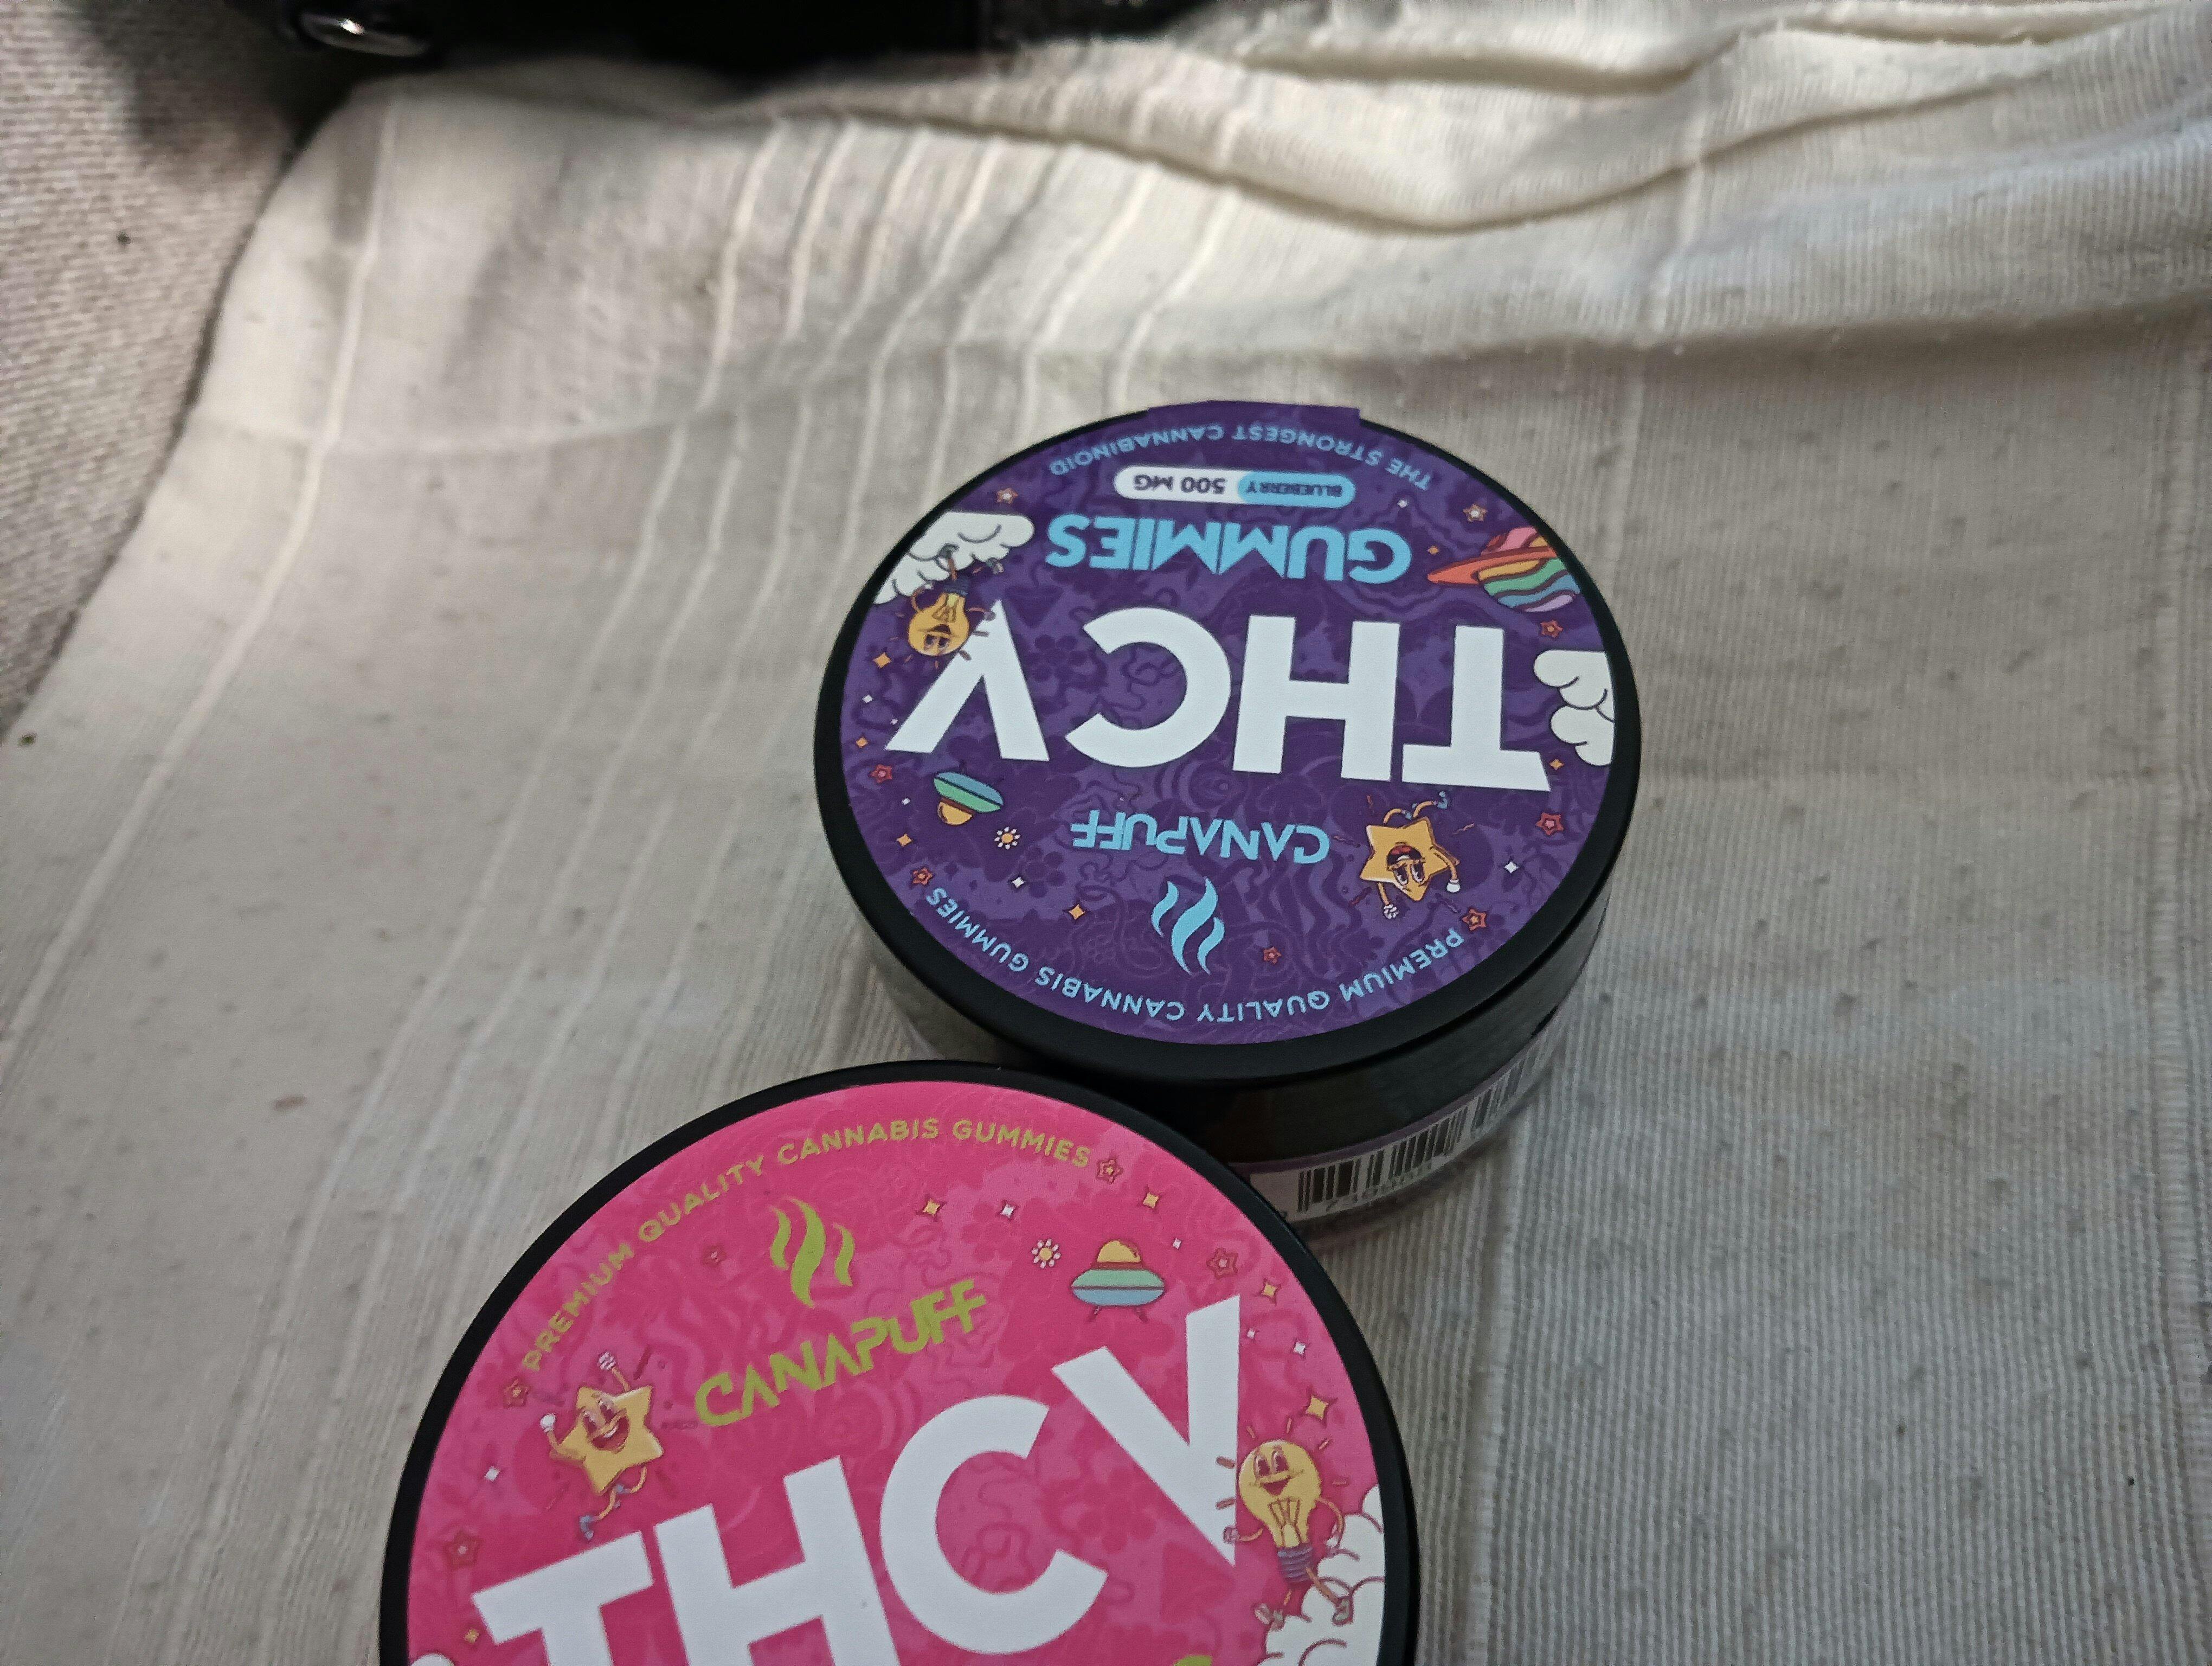 PREMIUM QUALITY CANNABIS GUMMIES
CANAPUFF
THCV
GUMMIES
BLUEBERRY 500 MG
THE STRONGEST CANNABINOID
PREMIUM QUALITY CANNABIS GUMMIES
CANAPUFF
THCV